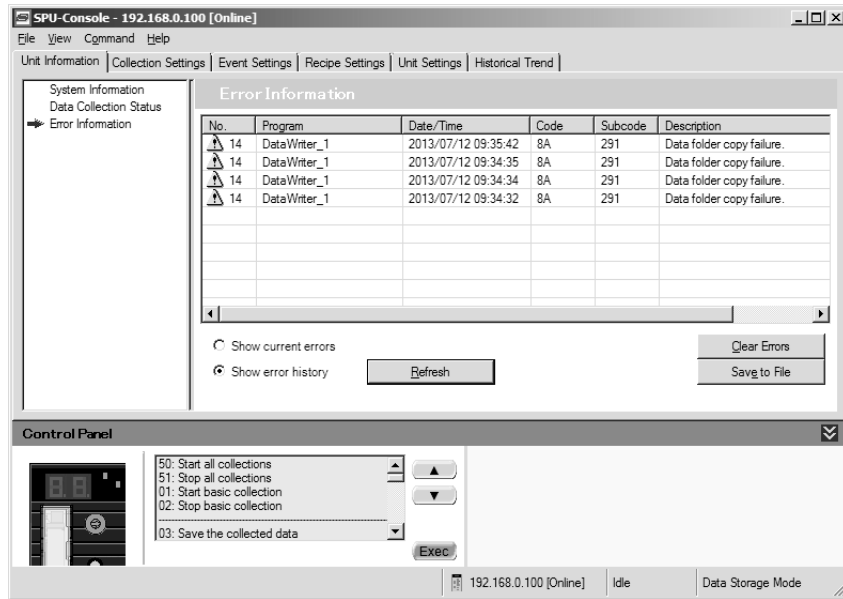 SPU-Console - 192.168.0.100 [Online]
File View Command Help
Unit Information Collection Settings Event Settings Recipe Settings Unit Settings Historical Trend
System Information
Data Collection Status
Error Information
Error Information
No. Program Date/Time Code Subcode Description
14 DataWriter_1 2013/07/12 09:35:42 8A 291 Data folder copy failure.
14 DataWriter_1 2013/07/12 09:34:35 8A 291 Data folder copy failure.
14 DataWriter_1 2013/07/12 09:34:34 8A 291 Data folder copy failure.
14 DataWriter_1 2013/07/12 09:34:32 8A 291 Data folder copy failure.
Show current errors
Clear Errors
Show error history
Refresh
Save to File
Control Panel
50: Start all collections
51: Stop all collections
01: Start basic collection
02: Stop basic collection
03: Save the collected data
Exec
192.168.0.100 [Online] Idle Data Storage Mode